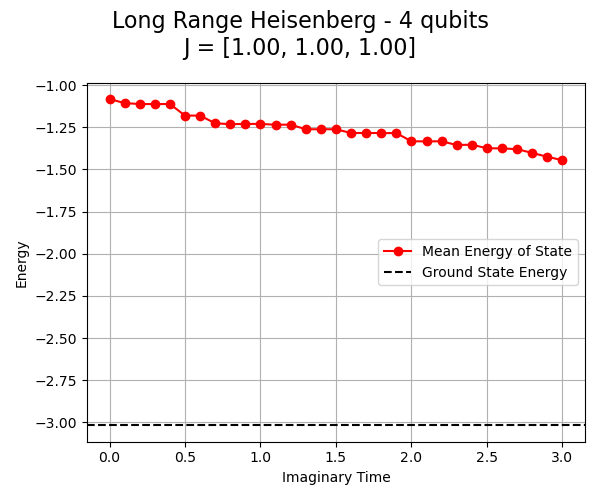 Long Range Heisenberg - 4 qubits
J = [1.00, 1.00, 1.00]
−1.00
−1.25
−1.50
−1.75
−2.00
−2.25
−2.50
−2.75
−3.00
Energy
Mean Energy of State
Ground State Energy
0.0 0.5 1.0 1.5 2.0 2.5 3.0
Imaginary Time